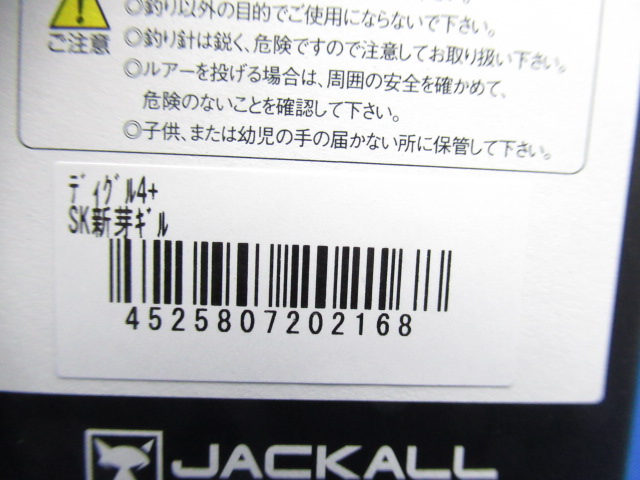 ◎釣り以外の目的でご使用にならないで下さい。
ご注意
◎釣り針は鋭く、危険ですので注意してお取り扱い下さい。
◎ルアーを投げる場合は、周囲の安全を確かめて、
危険のないことを確認して下さい。
◎子供、または幼児の手の届かない所に保管して下さい。
ディグル4+
SK新芽ギル
4525807202168
JACKALL